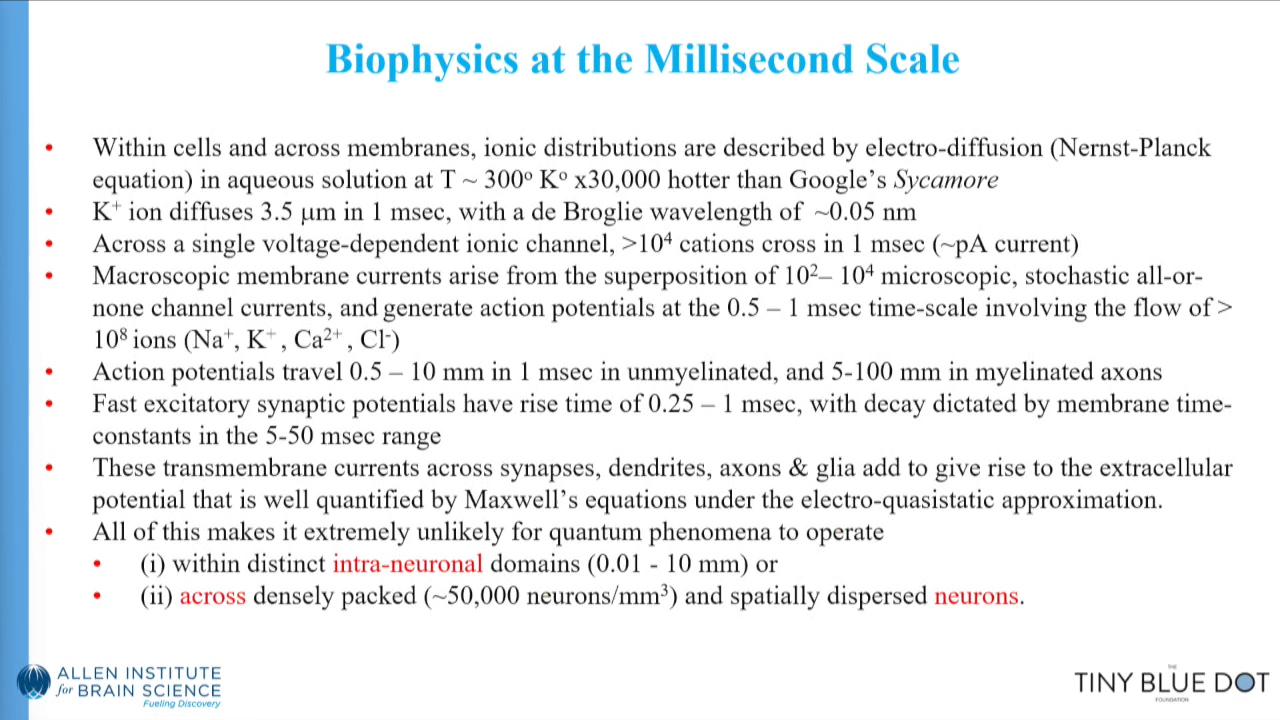 Biophysics at the Millisecond Scale
• Within cells and across membranes, ionic distributions are described by electro-diffusion (Nernst-Planck
equation) in aqueous solution at T ~ 300º Kº x30,000 hotter than Google’s Sycamore
• K⁺ ion diffuses 3.5 μm in 1 msec, with a de Broglie wavelength of ~0.05 nm
• Across a single voltage-dependent ionic channel, >10⁴ cations cross in 1 msec (~pA current)
• Macroscopic membrane currents arise from the superposition of 10²– 10⁴ microscopic, stochastic all-or-
none channel currents, and generate action potentials at the 0.5 – 1 msec time-scale involving the flow of >
10⁸ ions (Na⁺, K⁺ , Ca²⁺ , Cl⁻)
• Action potentials travel 0.5 – 10 mm in 1 msec in unmyelinated, and 5-100 mm in myelinated axons
• Fast excitatory synaptic potentials have rise time of 0.25 – 1 msec, with decay dictated by membrane time-
constants in the 5-50 msec range
• These transmembrane currents across synapses, dendrites, axons & glia add to give rise to the extracellular
potential that is well quantified by Maxwell’s equations under the electro-quasistatic approximation.
• All of this makes it extremely unlikely for quantum phenomena to operate
• (i) within distinct intra-neuronal domains (0.01 - 10 mm) or
• (ii) across densely packed (~50,000 neurons/mm³) and spatially dispersed neurons.
ALLEN INSTITUTE
for BRAIN SCIENCE
Fueling Discovery
THE
TINY BLUE DOT
FOUNDATION